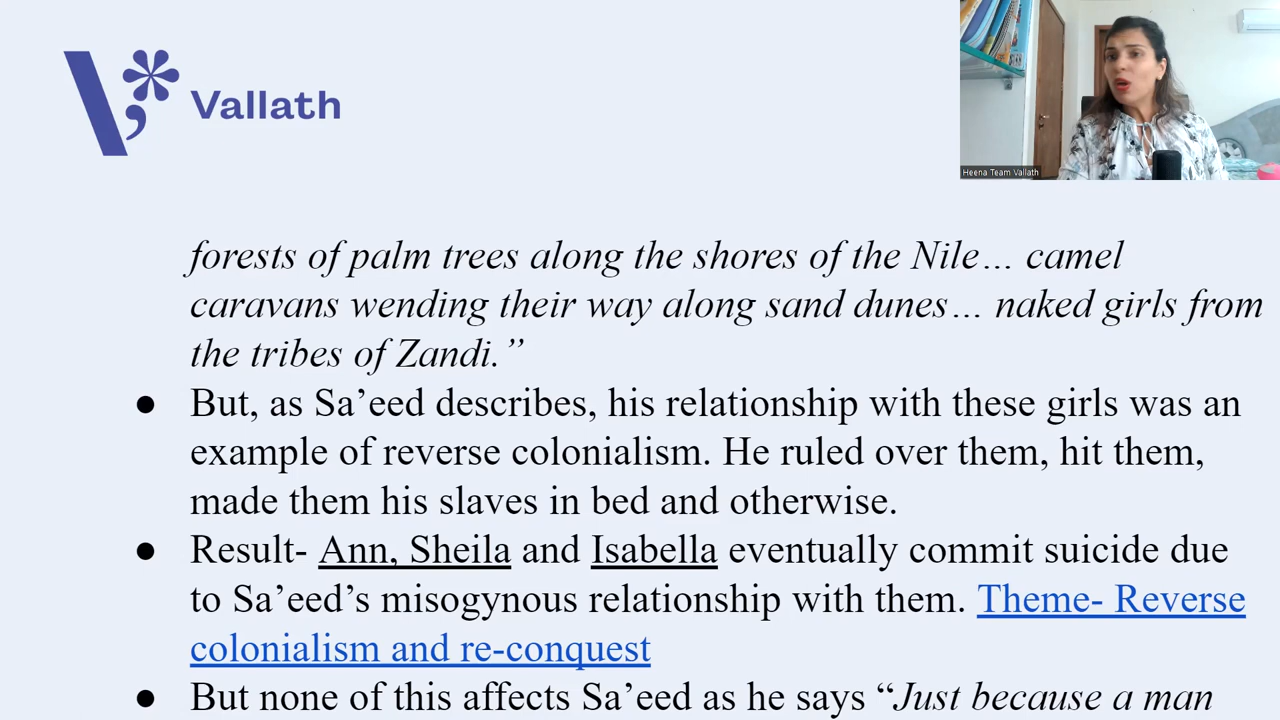 Vallath
Heena Team Vallath
forests of palm trees along the shores of the Nile… camel
caravans wending their way along sand dunes… naked girls from
the tribes of Zandi.”
● But, as Sa’eed describes, his relationship with these girls was an
example of reverse colonialism. He ruled over them, hit them,
made them his slaves in bed and otherwise.
● Result- Ann, Sheila and Isabella eventually commit suicide due
to Sa’eed’s misogynous relationship with them. Theme- Reverse
colonialism and re-conquest
● But none of this affects Sa’eed as he says “Just because a man